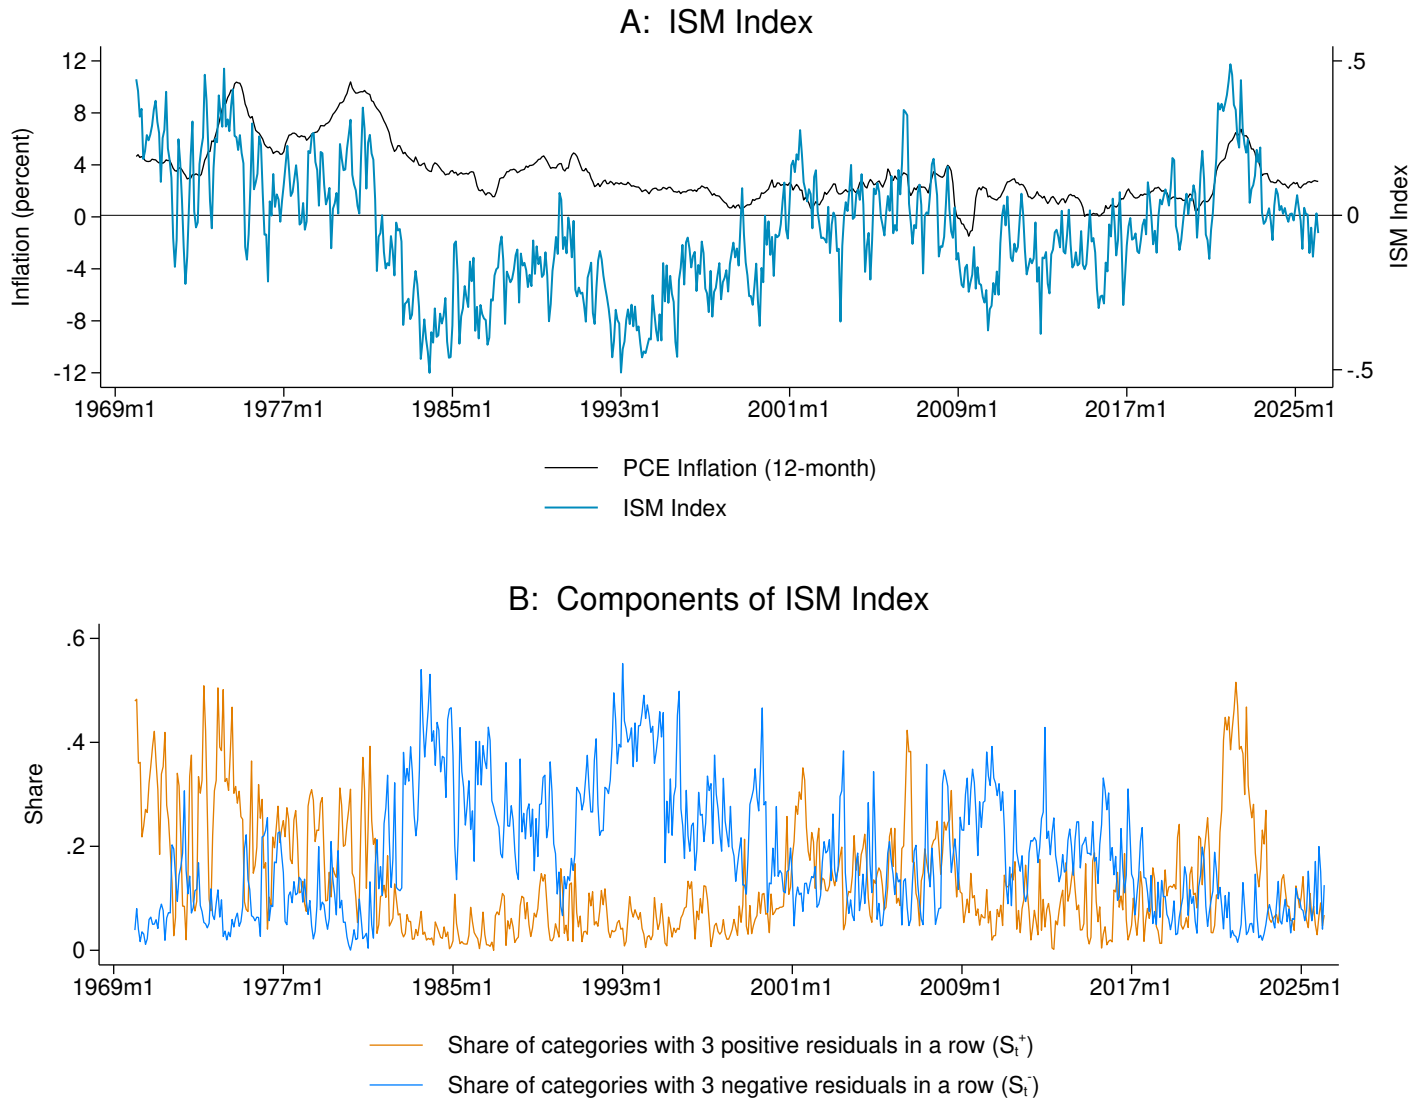 A: ISM Index
Inflation (percent)
12
8
4
0
-4
-8
-12
.5
0
-.5
ISM Index
1969m1 1977m1 1985m1 1993m1 2001m1 2009m1 2017m1 2025m1
PCE Inflation (12-month)
ISM Index
B: Components of ISM Index
Share
.6
.4
.2
0
1969m1 1977m1 1985m1 1993m1 2001m1 2009m1 2017m1 2025m1
Share of categories with 3 positive residuals in a row (Sₜ⁺)
Share of categories with 3 negative residuals in a row (Sₜ⁻)